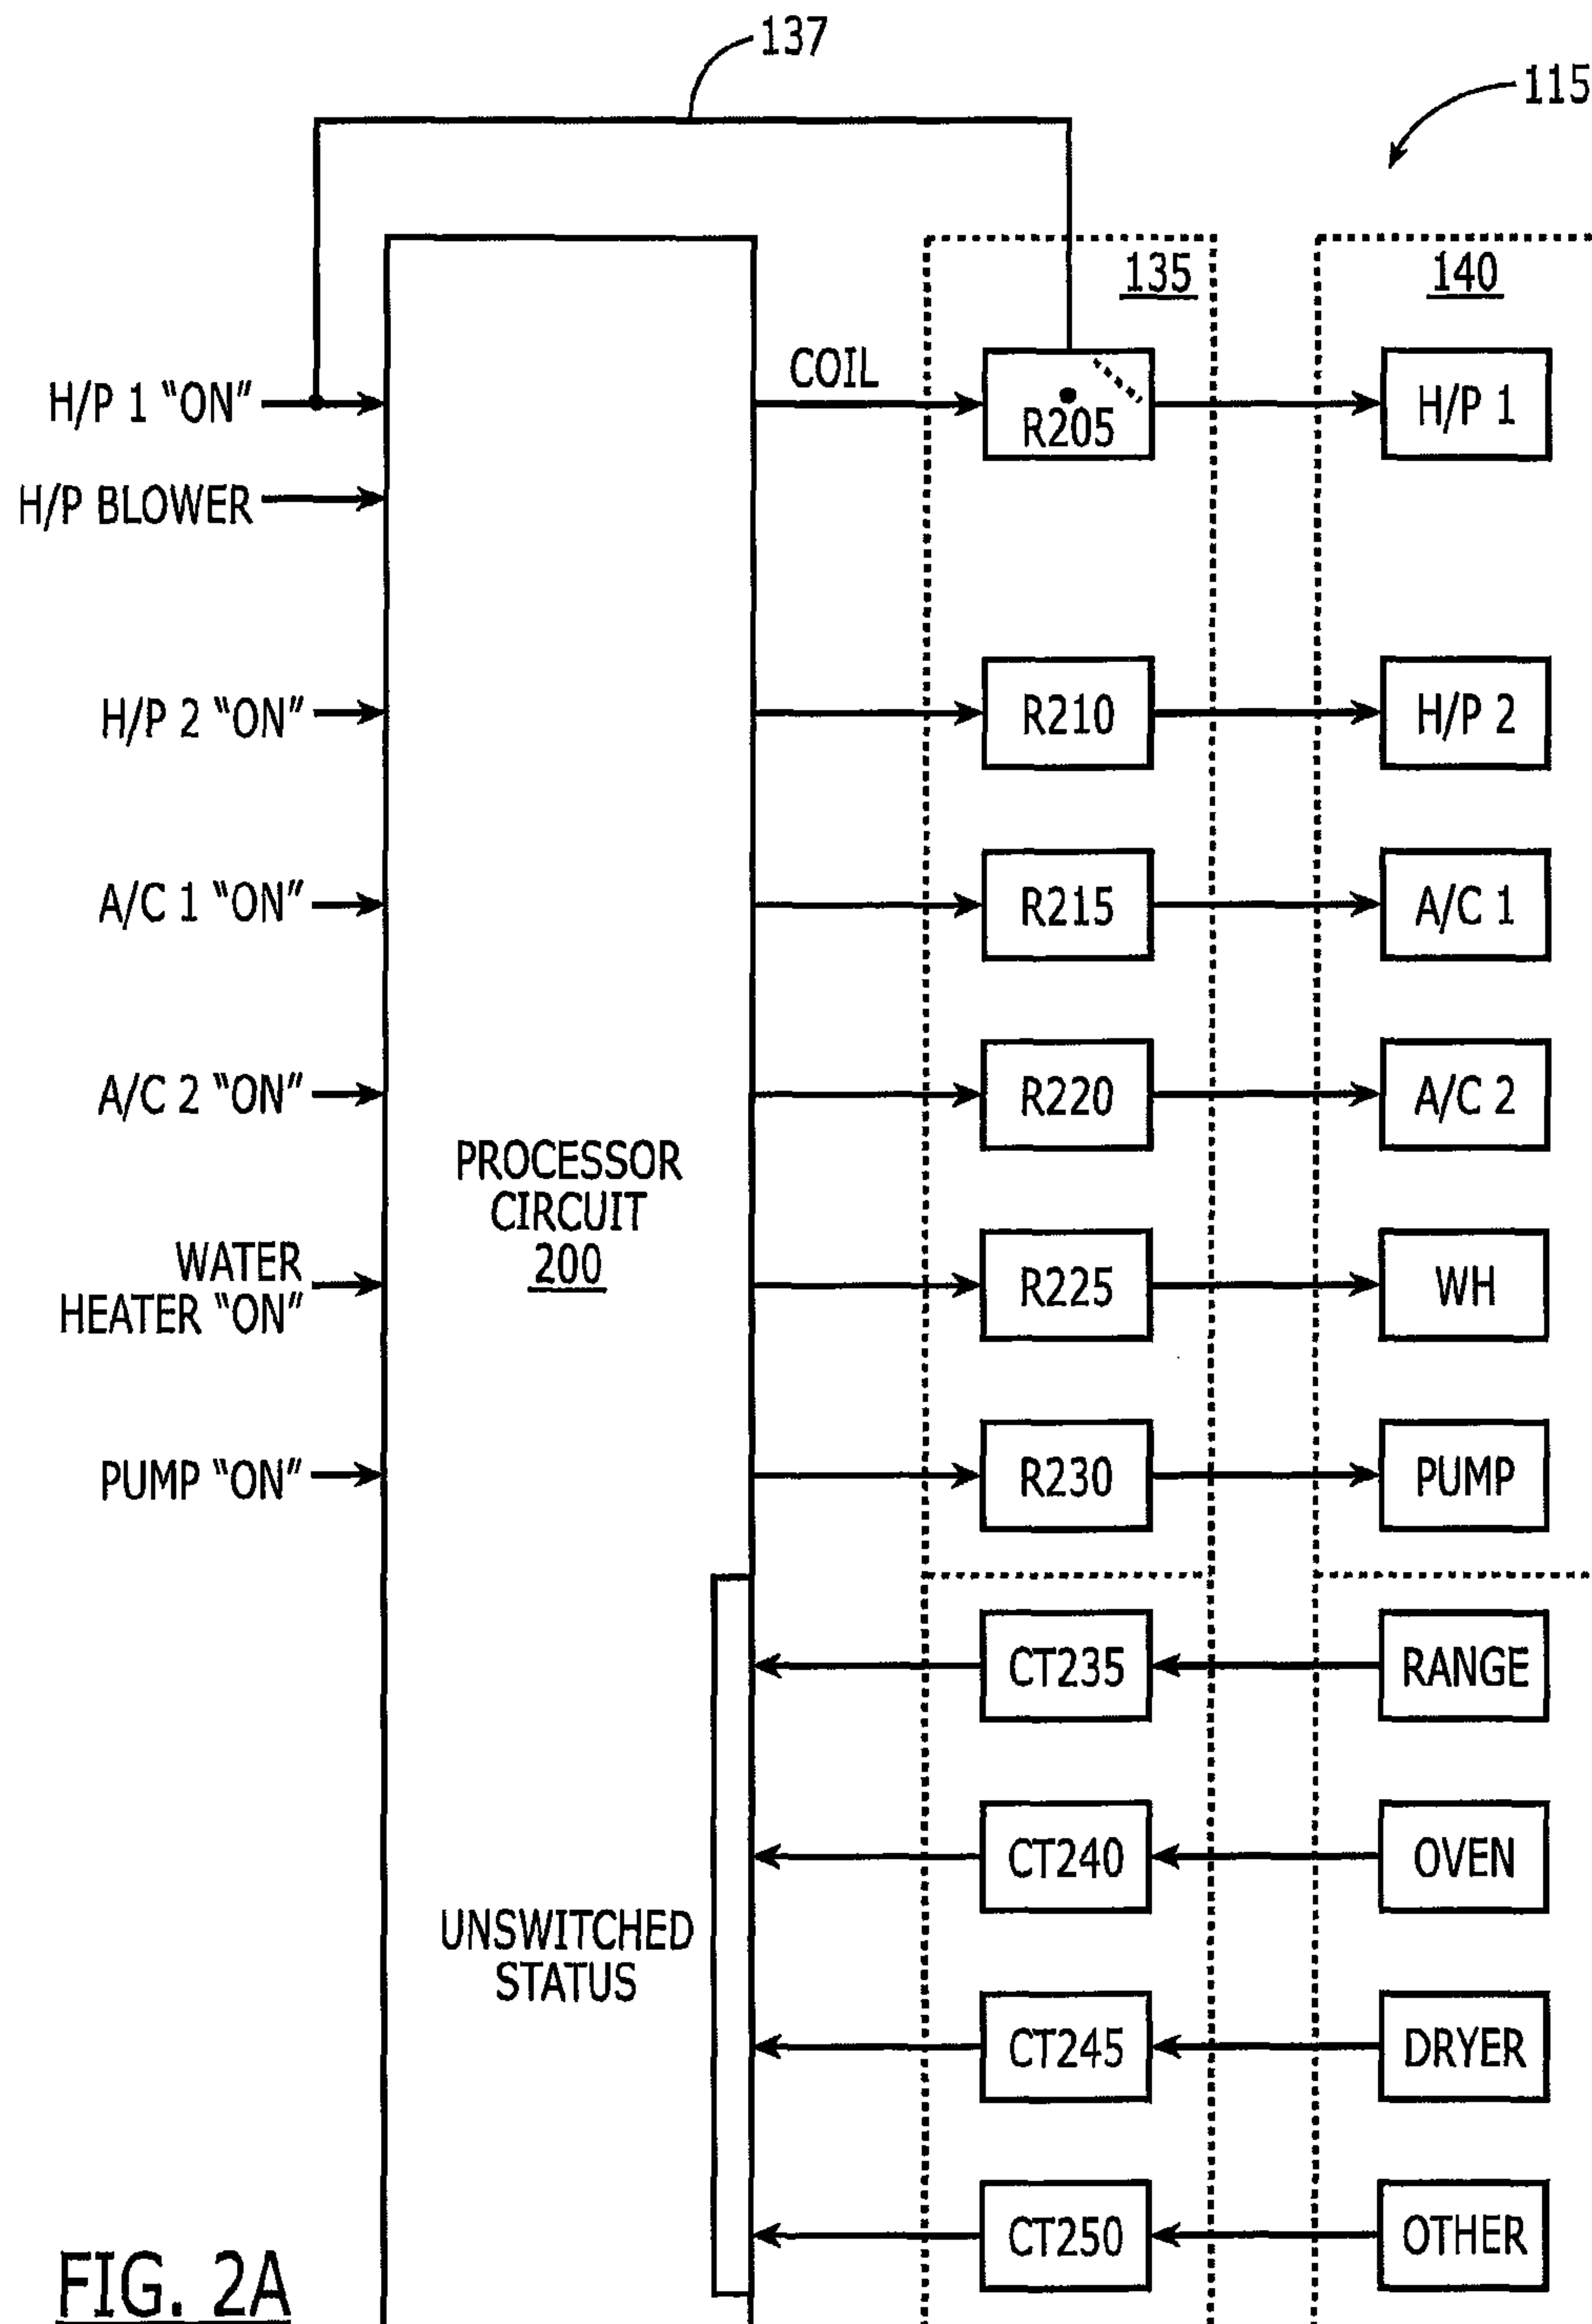 137
115
135
140
H/P 1 “ON”
COIL
R205
H/P 1
H/P BLOWER
H/P 2 “ON”
R210
H/P 2
A/C 1 “ON”
R215
A/C 1
A/C 2 “ON”
R220
A/C 2
PROCESSOR
CIRCUIT
200
WATER
HEATER “ON”
R225
WH
PUMP “ON”
R230
PUMP
CT235
RANGE
CT240
OVEN
UNSWITCHED
STATUS
CT245
DRYER
CT250
OTHER
FIG. 2A